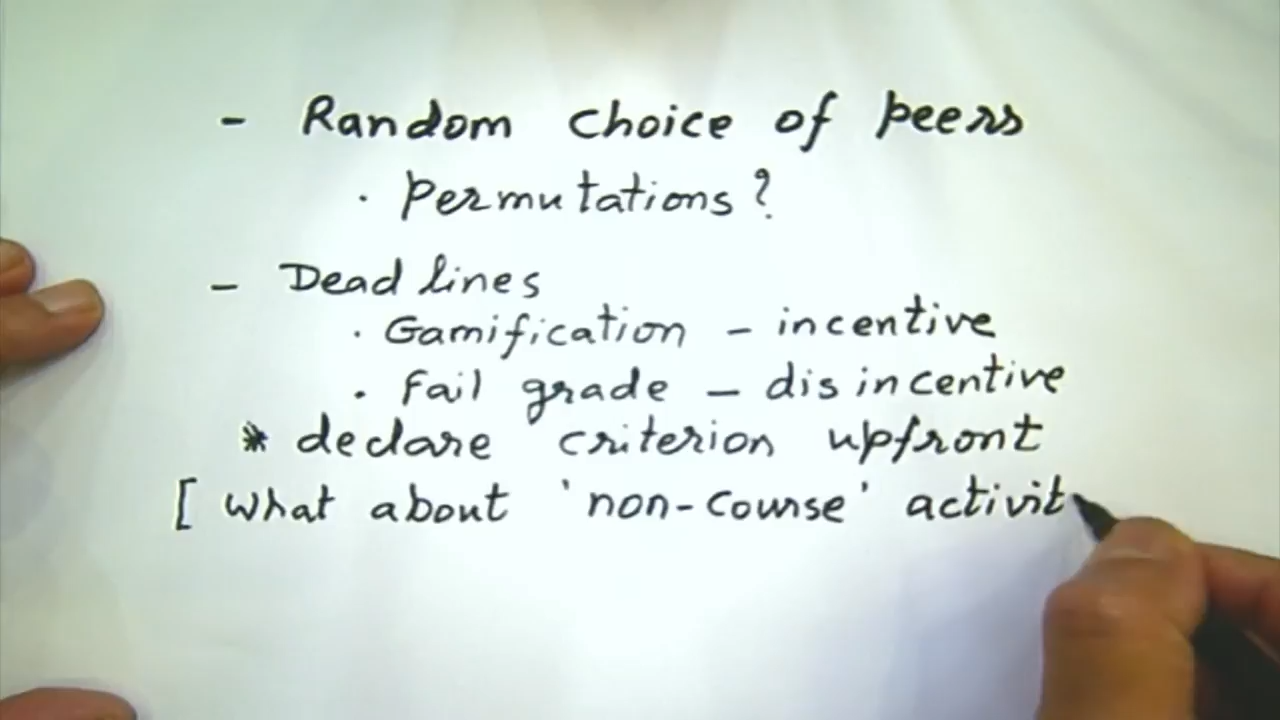 - Random choice of peers
· Permutations?
- Deadlines
· Gamification - incentive
· Fail grade - disincentive
* declare criterion upfront
[ what about 'non-course' activit